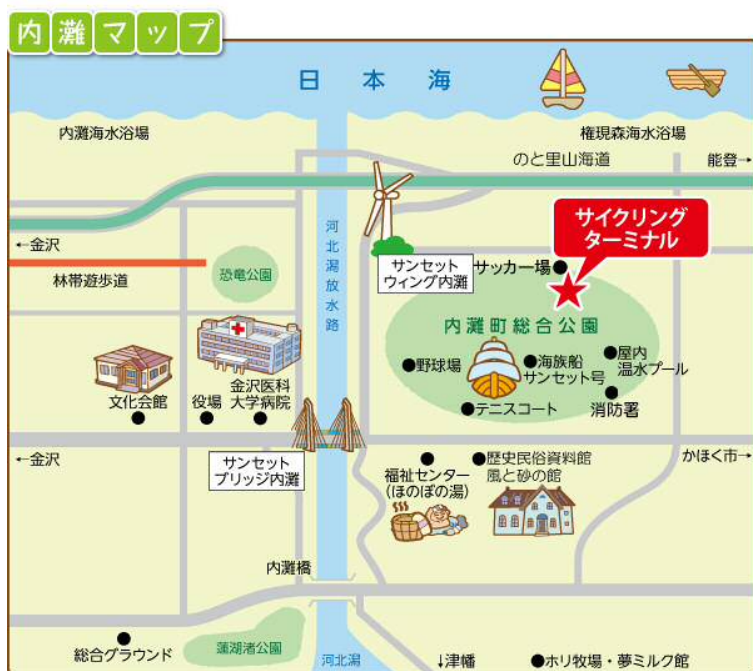 内灘マップ
日本海
内灘海水浴場
権現森海水浴場
のと里山海道
能登→
サイクリング
ターミナル
←金沢
林帯遊歩道
恐竜公園
河北潟放水路
サンセット
ウィング内灘
サッカー場
内灘町総合公園
野球場
海族船
サンセット号
屋内
温水プール
テニスコート
消防署
文化会館
役場
金沢医科
大学病院
←金沢
サンセット
ブリッジ内灘
かほく市→
福祉センター
(ほのぼの湯)
歴史民俗資料館
風と砂の館
内灘橋
総合グラウンド
蓮湖渚公園
河北潟
↓津幡
ホリ牧場・夢ミルク館